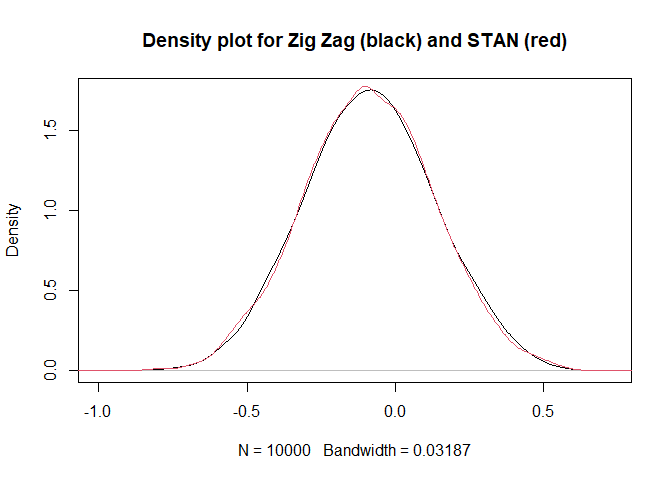 Density plot for Zig Zag (black) and STAN (red)
Density
0.0 0.5 1.0 1.5
-1.0 -0.5 0.0 0.5
N = 10000 Bandwidth = 0.03187